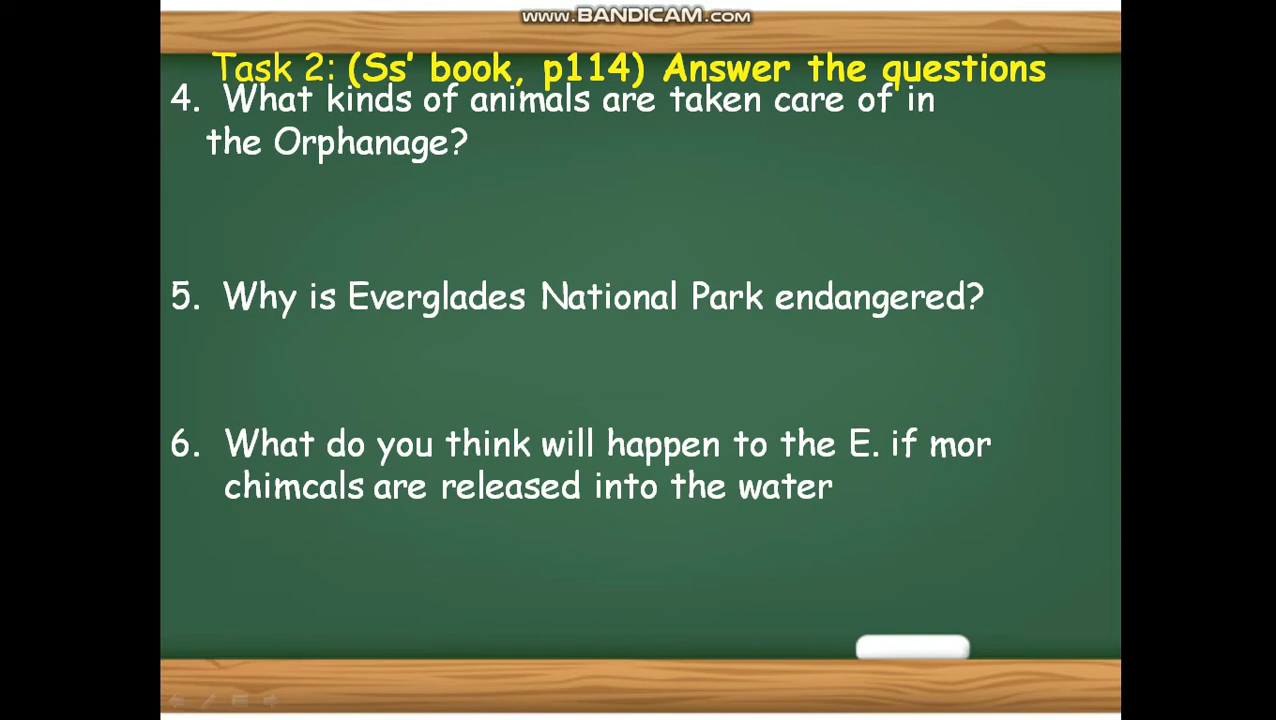 www.BANDICAM.com
Task 2: (Ss' book, p114) Answer the questions
4. What kinds of animals are taken care of in
the Orphanage?
5. Why is Everglades National Park endangered?
6. What do you think will happen to the E. if mor
chimcals are released into the water